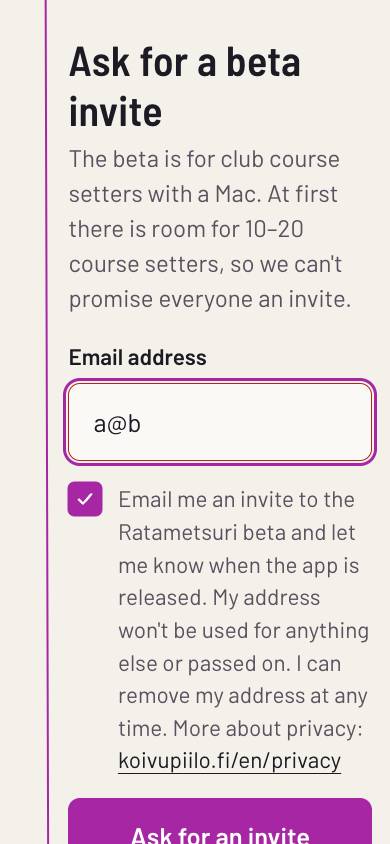 Ask for a beta
invite
The beta is for club course
setters with a Mac. At first
there is room for 10–20
course setters, so we can't
promise everyone an invite.
Email address
a@b
Email me an invite to the
Ratametsuri beta and let
me know when the app is
released. My address
won't be used for anything
else or passed on. I can
remove my address at any
time. More about privacy:
koivupiilo.fi/en/privacy
Ask for an invite